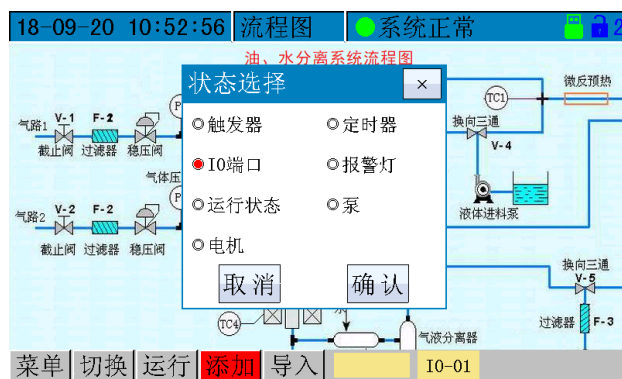 18-09-20 10:52:56 流程图 系统正常 2
油、水分离系统流程图
状态选择 ×
触发器 定时器
IO端口 报警灯
运行状态 泵
电机
取消 确认
微反预热
TC1
换向三通
V-4
液体进料泵
气路1 V-1 F-2
截止阀 过滤器 稳压阀
P
气体压
气路2 V-2 F-2
截止阀 过滤器 稳压阀
P
换向三通
V-5
过滤器 F-3
TC4
气液分离器
菜单 切换 运行 添加 导入 IO-01